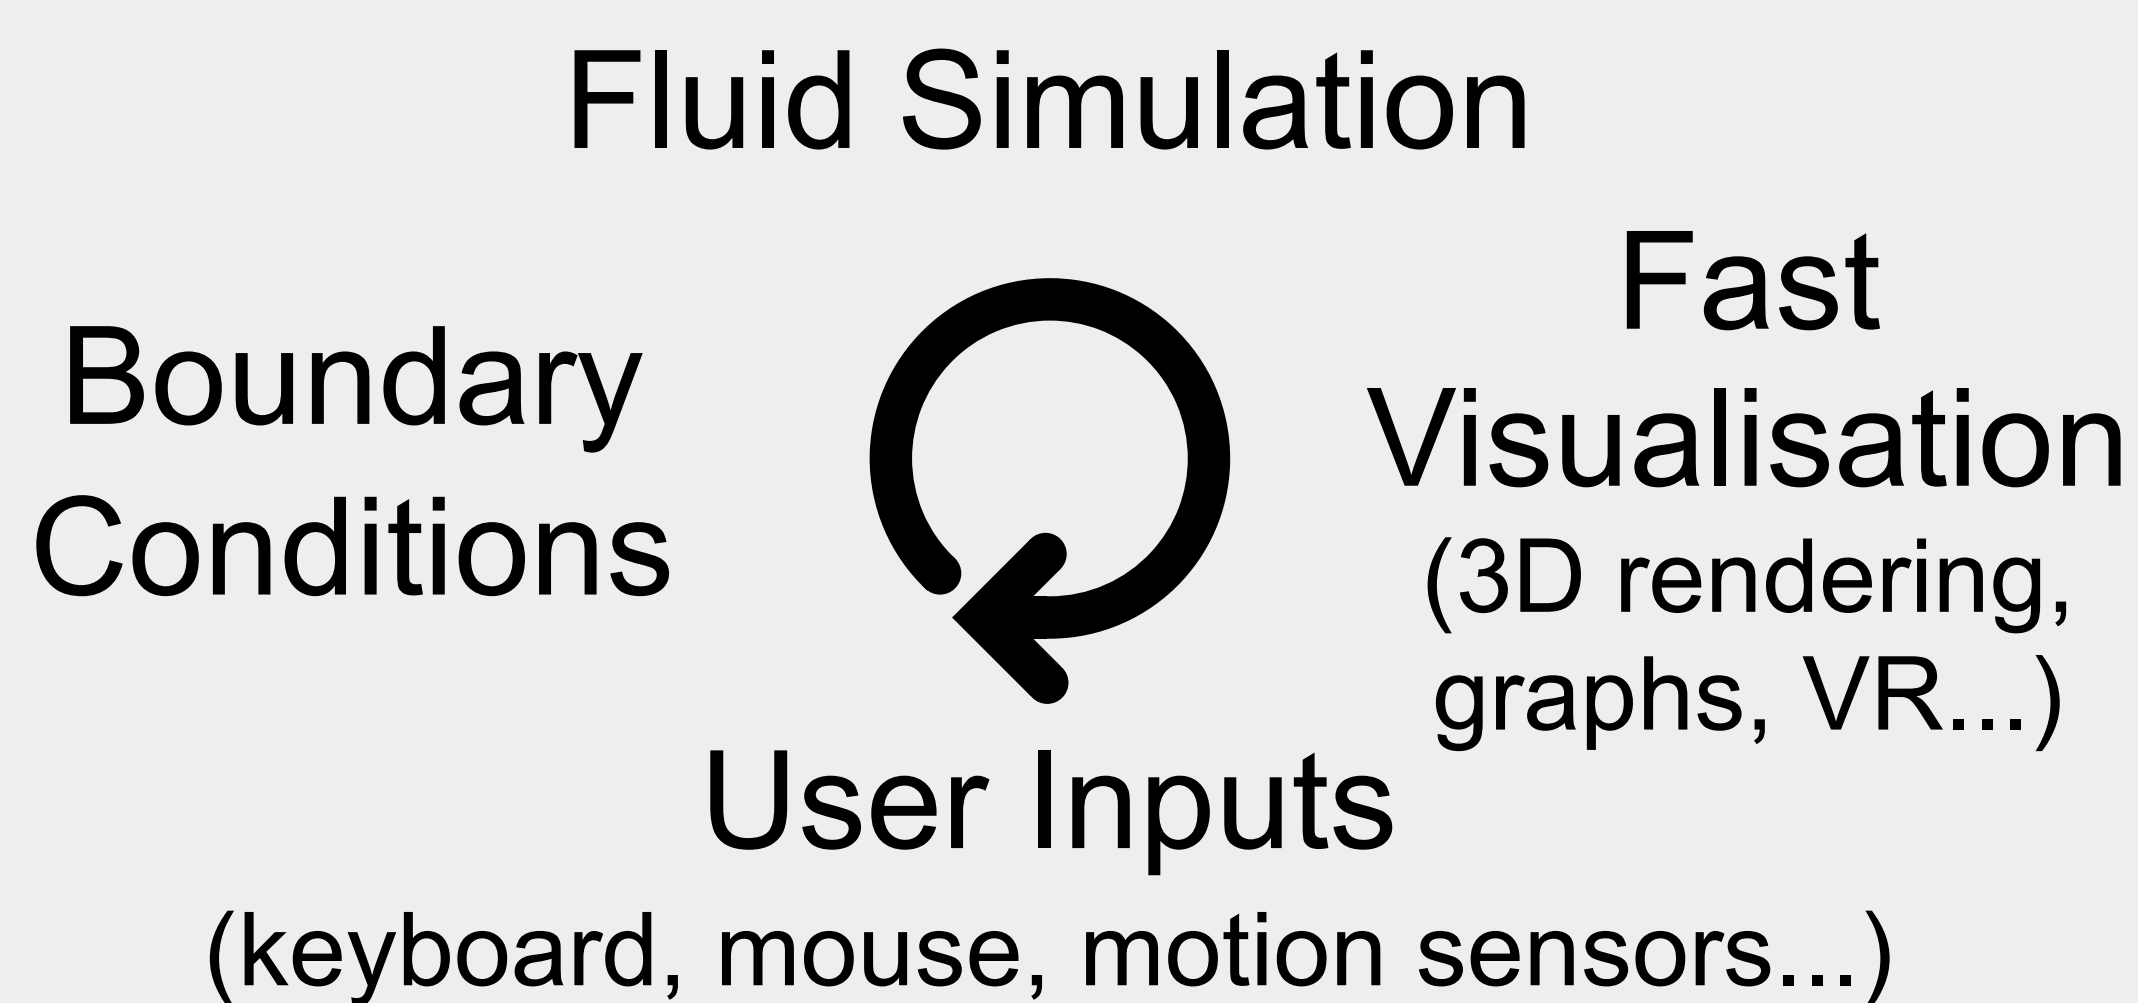 Fluid Simulation
Boundary
Conditions
Fast
Visualisation
(3D rendering,
graphs, VR...)
User Inputs
(keyboard, mouse, motion sensors...)